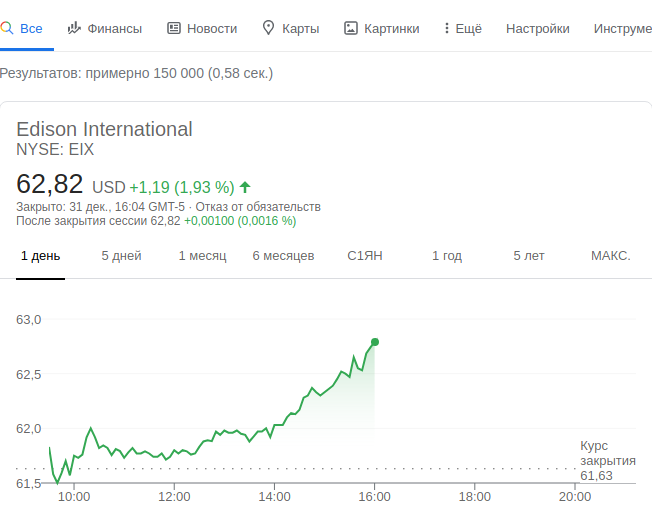 Все Финансы Новости Карты Картинки Ещё Настройки Инструме
Результатов: примерно 150 000 (0,58 сек.)
Edison International
NYSE: EIX
62,82 USD +1,19 (1,93 %)
Закрыто: 31 дек., 16:04 GMT-5 · Отказ от обязательств
После закрытия сессии 62,82 +0,00100 (0,0016 %)
1 день 5 дней 1 месяц 6 месяцев С1ЯН 1 год 5 лет МАКС.
63,0
62,5
62,0
Курс
закрытия
61,63
61,5
10:00 12:00 14:00 16:00 18:00 20:00